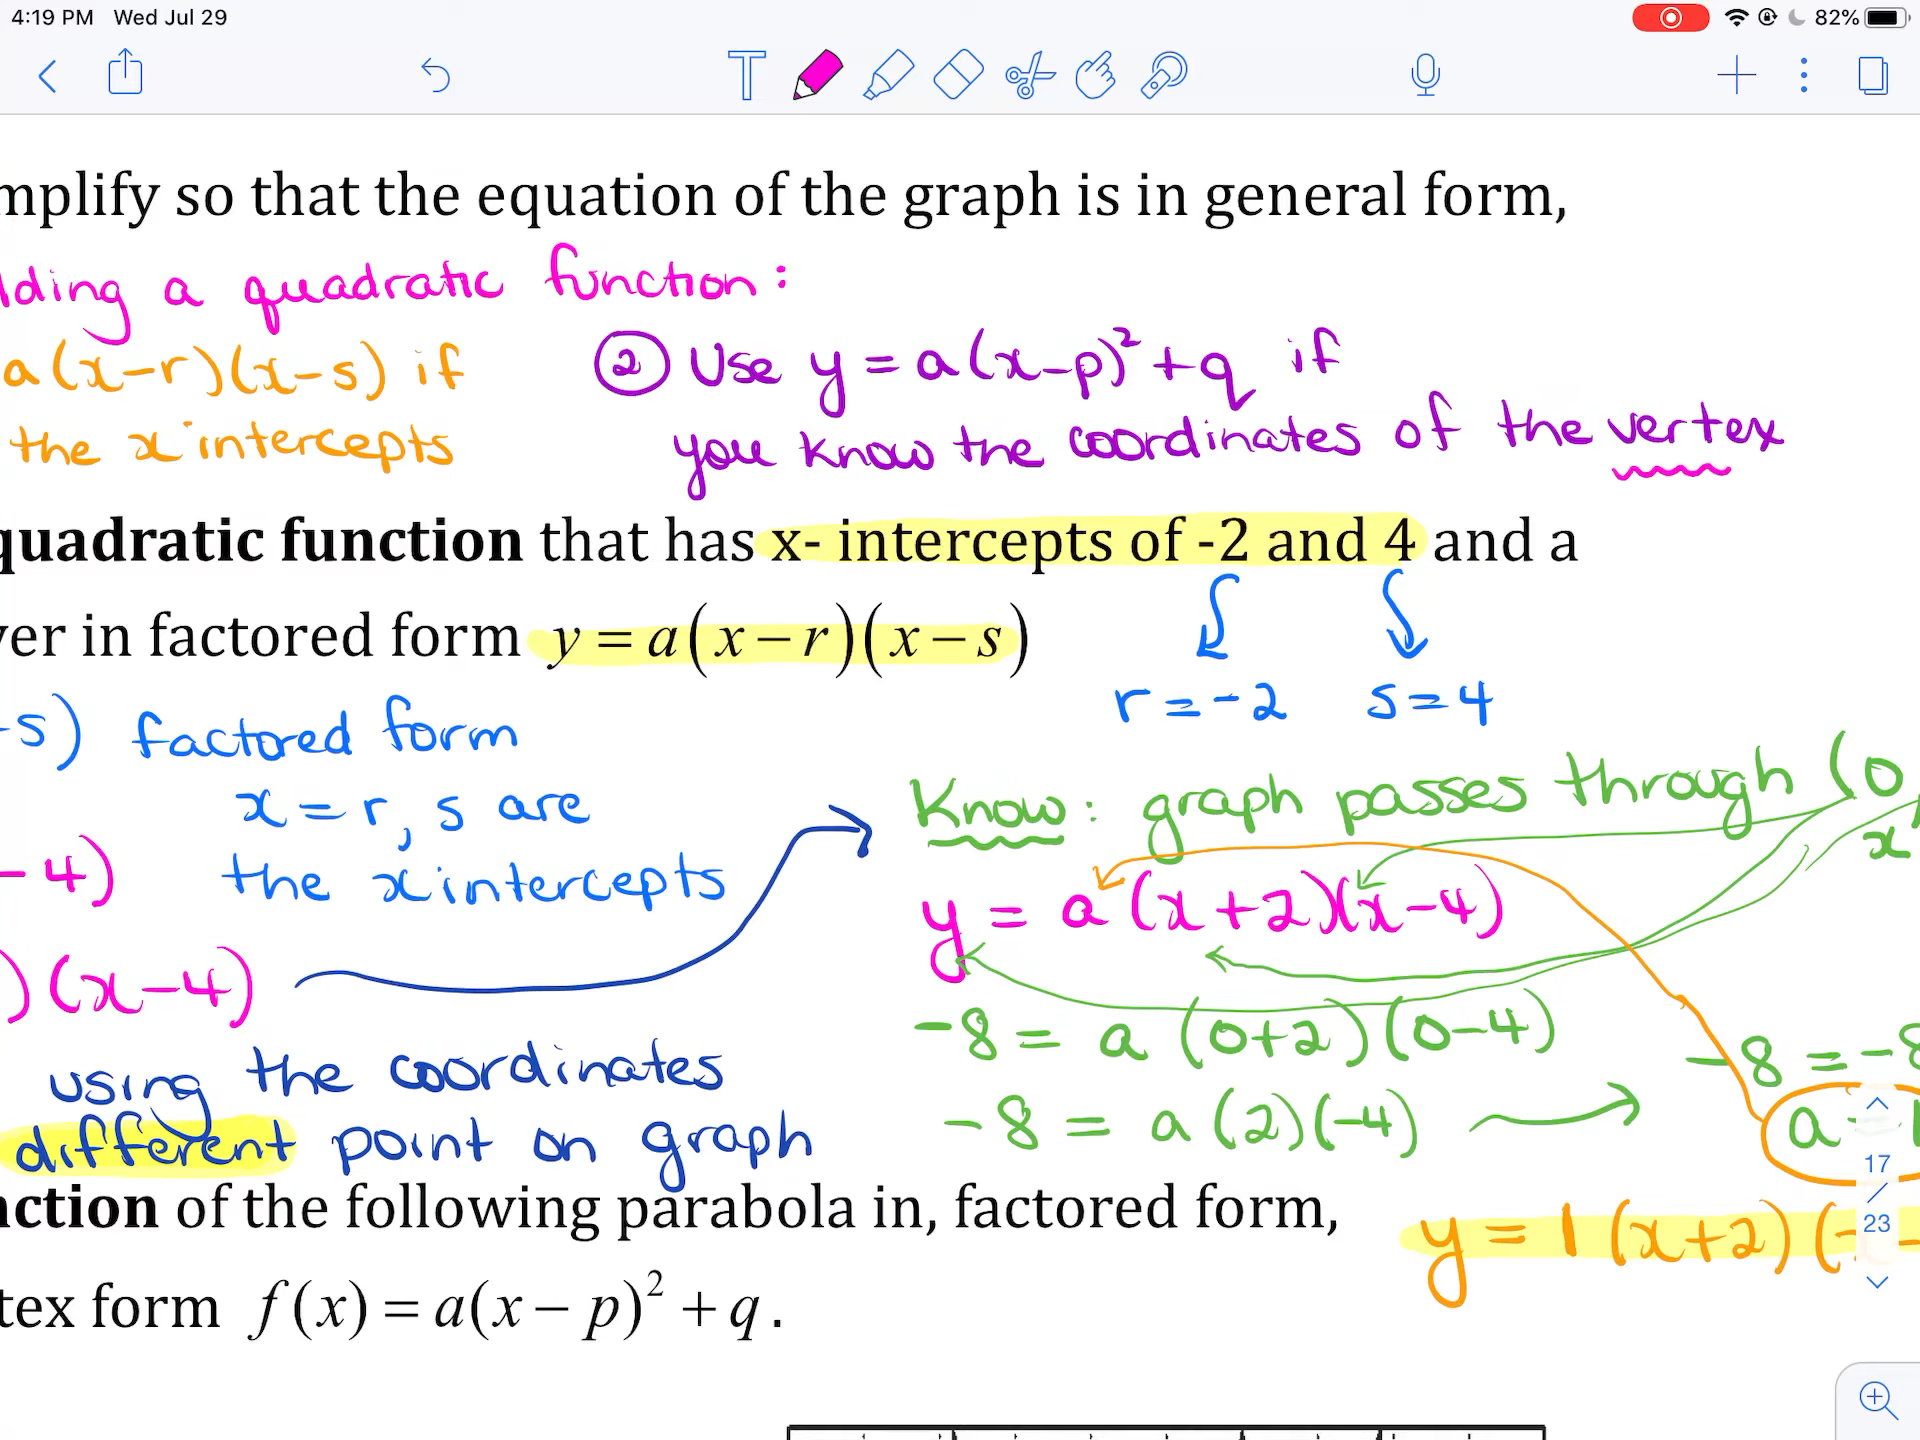 4:19 PM Wed Jul 29
82%
mplify so that the equation of the graph is in general form,
lding a quadratic function:
a(x-r)(x-s) if
the x intercepts
② Use y = a(x-p)² + q if
you know the coordinates of the vertex
quadratic function that has x- intercepts of -2 and 4 and a
er in factored form y = a(x - r)(x - s)
r = -2 s = 4
-s) factored form
x = r, s are
the x intercepts
-4)
)(x-4)
using the coordinates
different point on graph
Know: graph passes through (0,
x
y = a(x+2)(x-4)
-8 = a(0+2)(0-4)
-8 = a(2)(-4)
-8 = -8
a = 1
17
/
23
nction of the following parabola in, factored form,
y = 1(x+2)(
tex form f(x) = a(x - p)² + q.